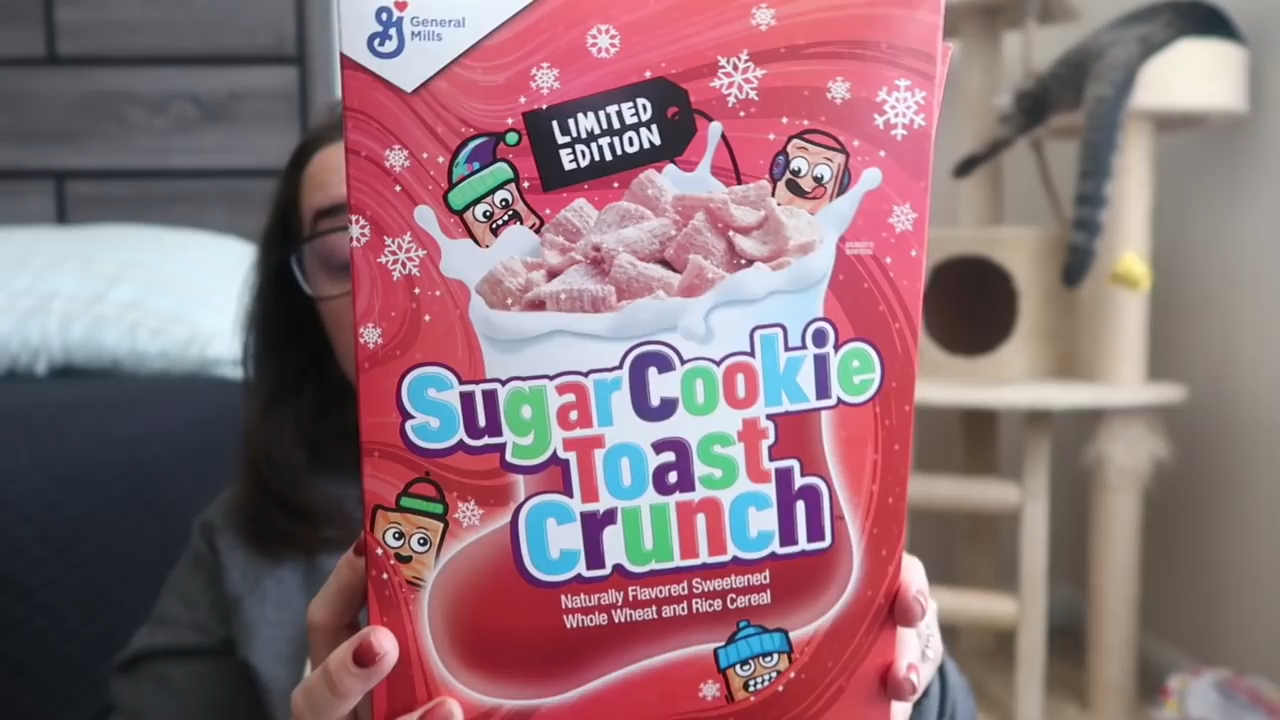 General
Mills
LIMITED
EDITION
Sugar Cookie
Toast
Crunch
Naturally Flavored Sweetened
Whole Wheat and Rice Cereal